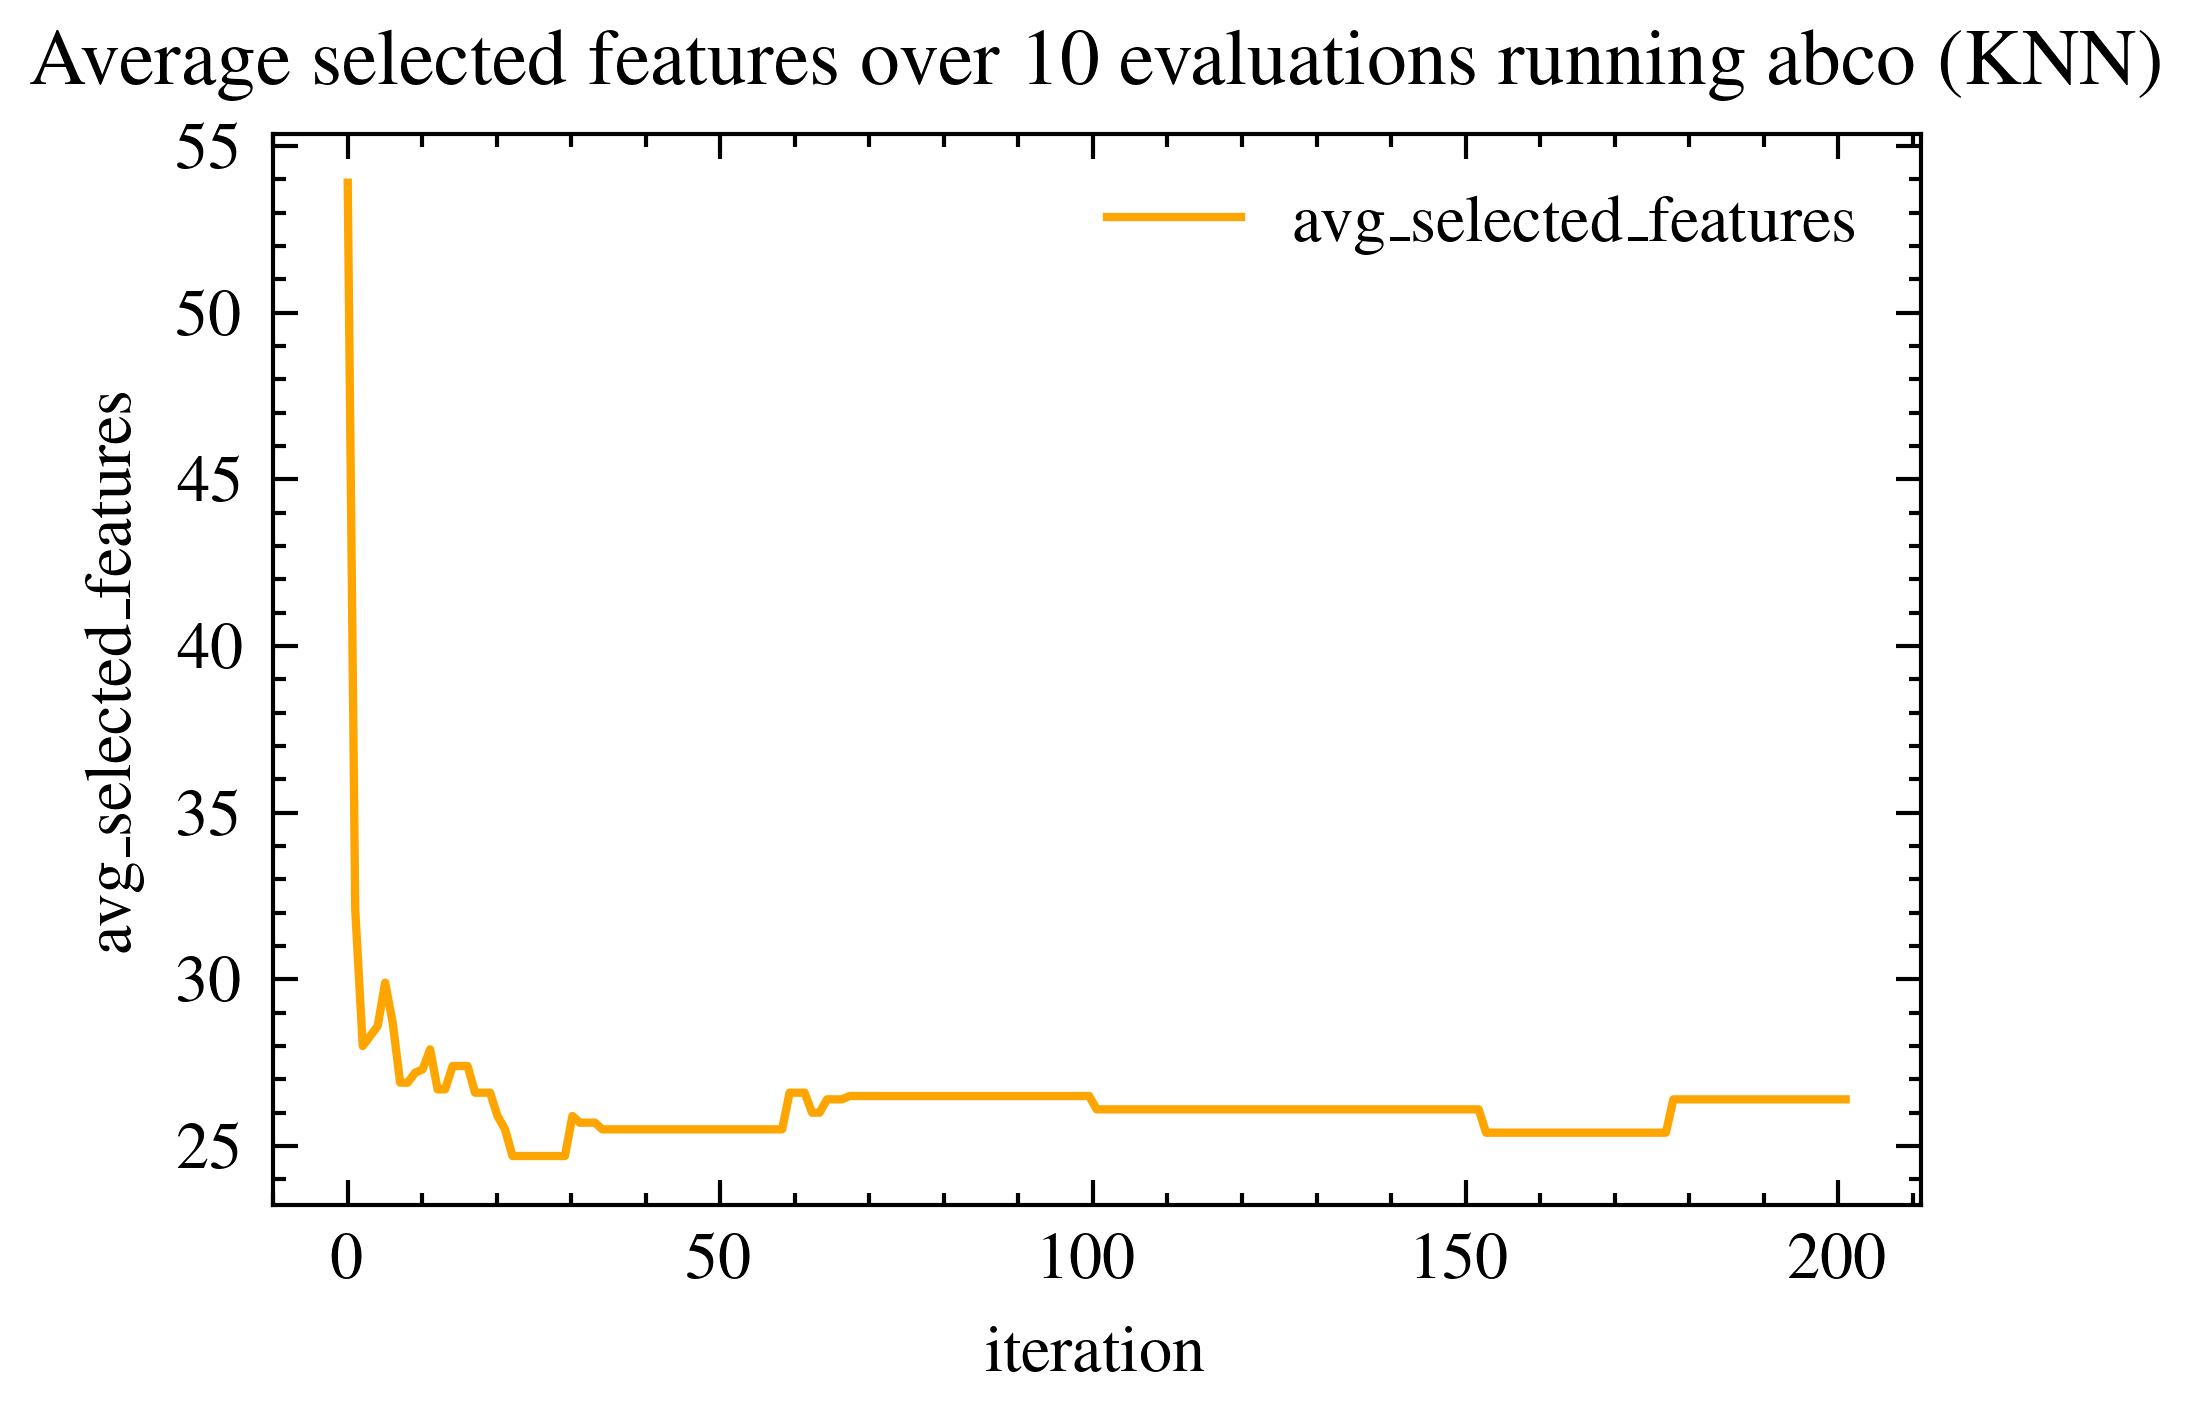 Average selected features over 10 evaluations running abco (KNN)
55
50
45
40
35
30
25
avg_selected_features
avg_selected_features
0 50 100 150 200
iteration